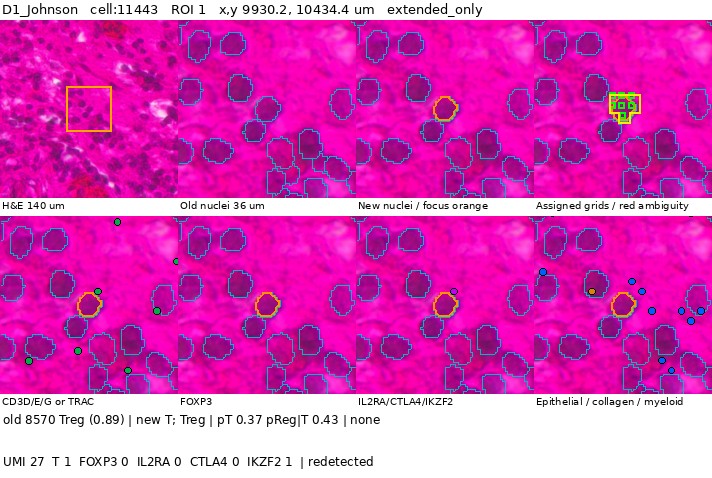 D1_Johnson   cell:11443   ROI 1   x,y 9930.2, 10434.4 um   extended_only
H&E 140 um
Old nuclei 36 um
New nuclei / focus orange
Assigned grids / red ambiguity
CD3D/E/G or TRAC
FOXP3
IL2RA/CTLA4/IKZF2
Epithelial / collagen / myeloid
old 8570 Treg (0.89) | new T; Treg | pT 0.37 pReg|T 0.43 | none
UMI 27  T 1  FOXP3 0  IL2RA 0  CTLA4 0  IKZF2 1  | redetected